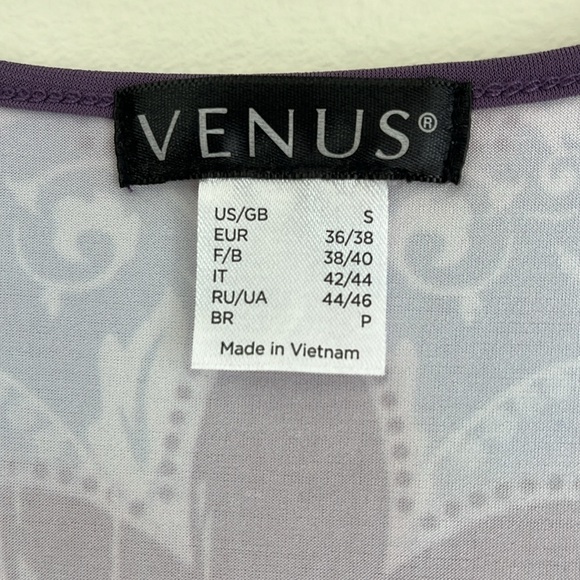 VENUS®
US/GB S
EUR 36/38
F/B 38/40
IT 42/44
RU/UA 44/46
BR P
Made in Vietnam